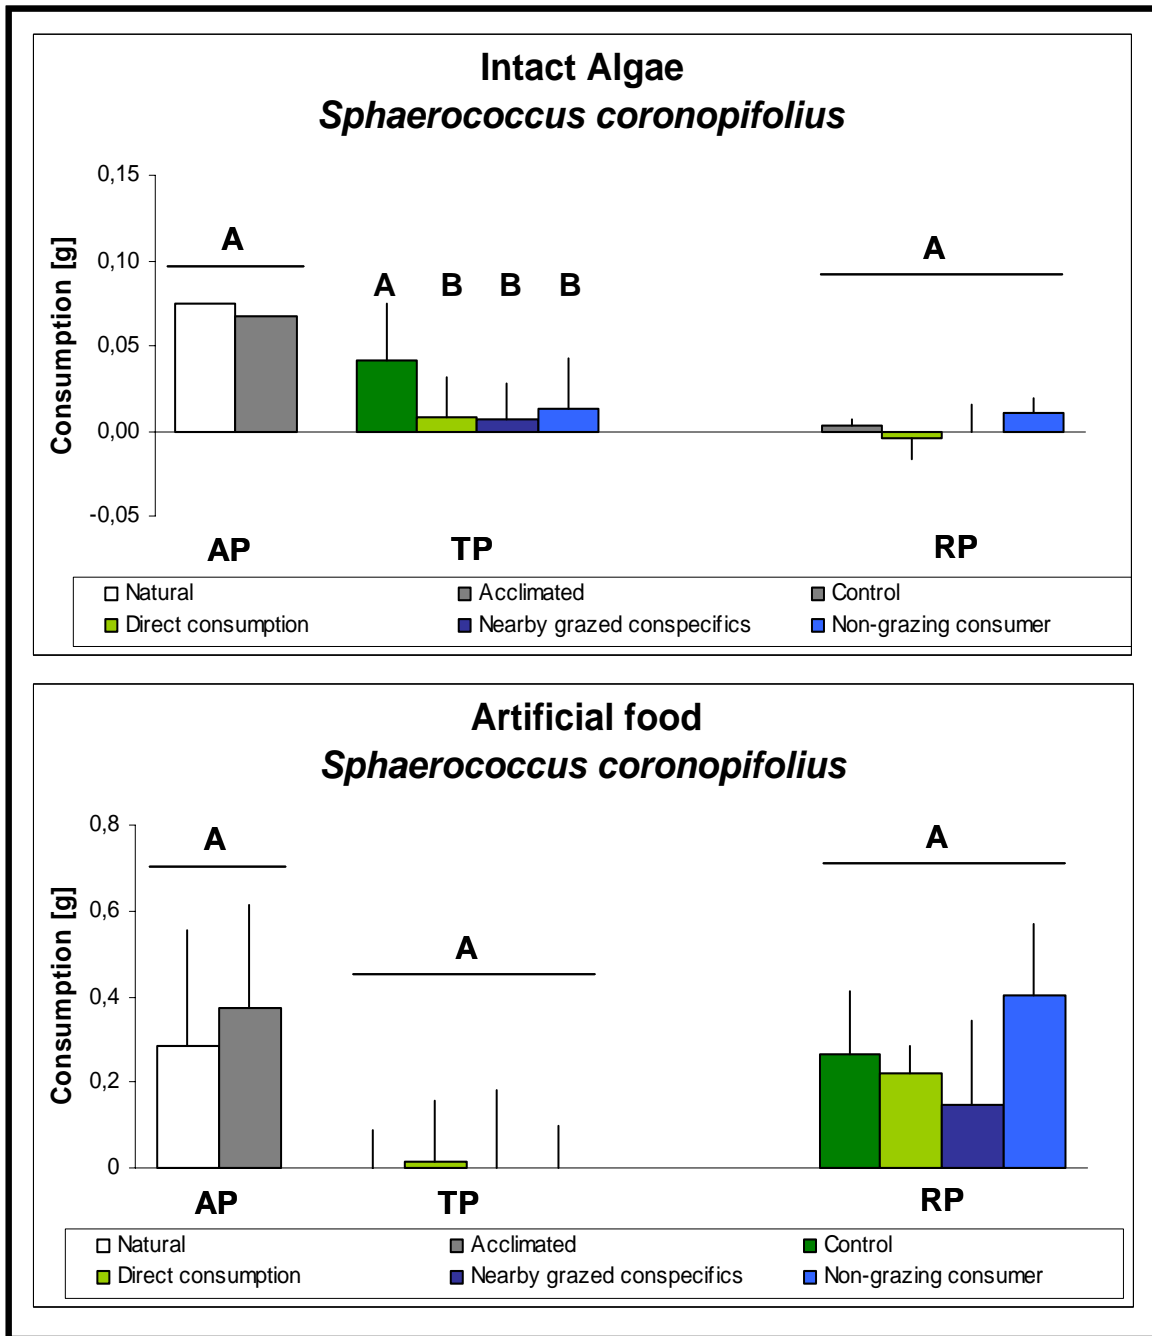 Intact Algae
Sphaerococcus coronopifolius
Consumption [g]
0,15
0,10
0,05
0,00
-0,05
A
A B B B
A
AP TP RP
Natural Acclimated Control
Direct consumption Nearby grazed conspecifics Non-grazing consumer
Artificial food
Sphaerococcus coronopifolius
Consumption [g]
0,8
0,6
0,4
0,2
0
A
A
A
AP TP RP
Natural Acclimated Control
Direct consumption Nearby grazed conspecifics Non-grazing consumer